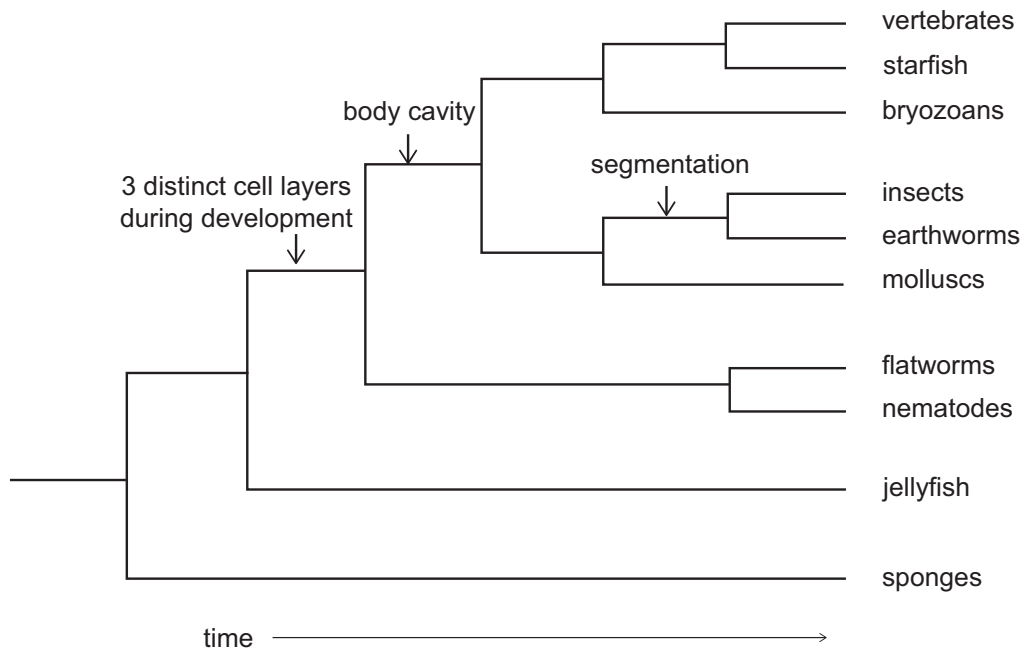 vertebrates
starfish
bryozoans
body cavity
segmentation
3 distinct cell layers
during development
insects
earthworms
molluscs
flatworms
nematodes
jellyfish
sponges
time